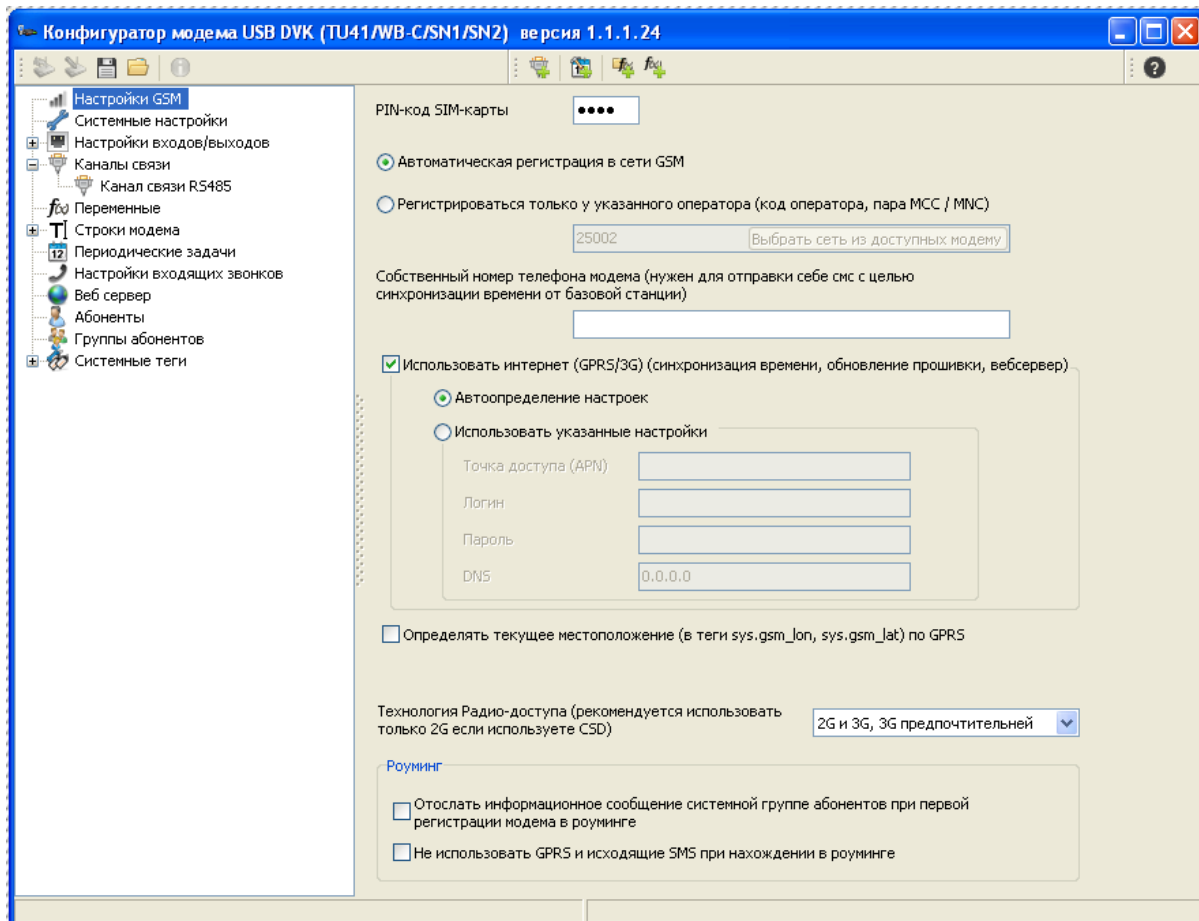 Конфигуратор модема USB DVK (TU41/WB-C/SN1/SN2) версия 1.1.1.24
Настройки GSM
Системные настройки
Настройки входов/выходов
Каналы связи
Канал связи RS485
f(x) Переменные
Строки модема
12 Периодические задачи
Настройки входящих звонков
Веб сервер
Абоненты
Группы абонентов
Системные теги
PIN-код SIM-карты
••••
Автоматическая регистрация в сети GSM
Регистрироваться только у указанного оператора (код оператора, пара MCC / MNC)
25002 Выбрать сеть из доступных модему
Собственный номер телефона модема (нужен для отправки себе смс с целью
синхронизации времени от базовой станции)
Использовать интернет (GPRS/3G) (синхронизация времени, обновление прошивки, вебсервер)
Автоопределение настроек
Использовать указанные настройки
Точка доступа (APN)
Логин
Пароль
DNS 0.0.0.0
Определять текущее местоположение (в теги sys.gsm_lon, sys.gsm_lat) по GPRS
Технология Радио-доступа (рекомендуется использовать
только 2G если используете CSD)
2G и 3G, 3G предпочтительней
Роуминг
Отослать информационное сообщение системной группе абонентов при первой
регистрации модема в роуминге
Не использовать GPRS и исходящие SMS при нахождении в роуминге